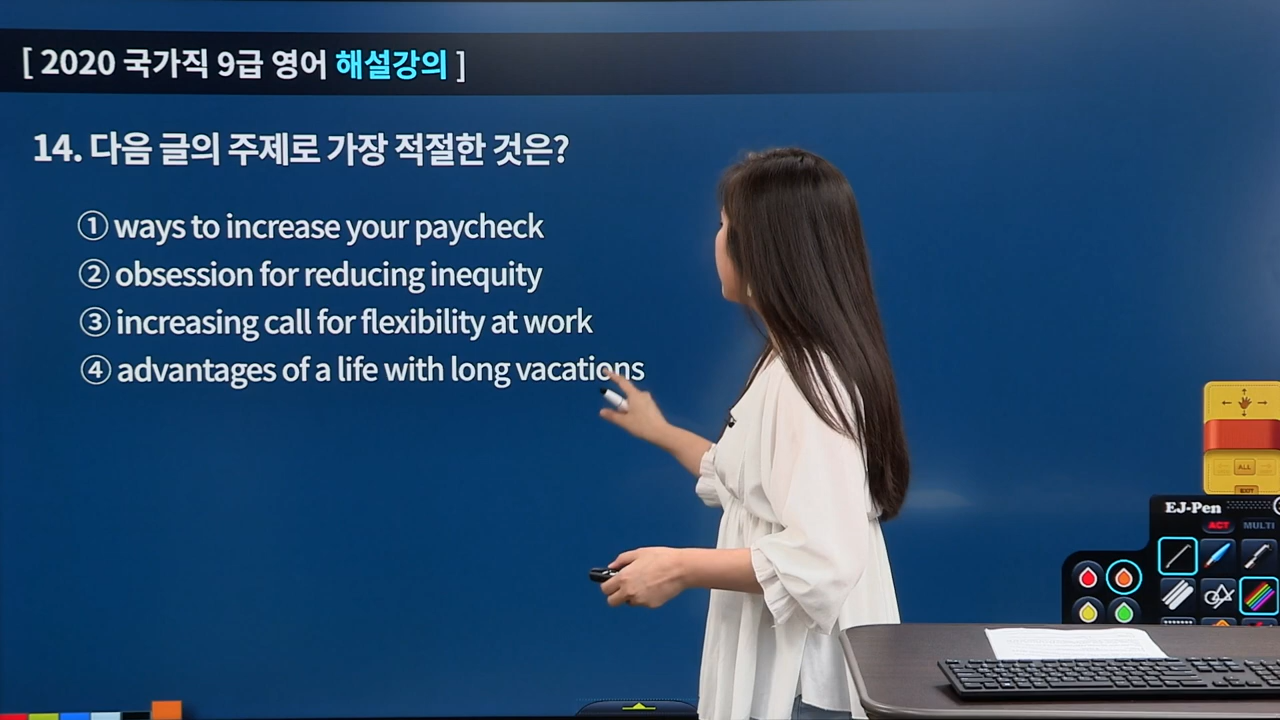 [ 2020 국가직 9급 영어 해설강의 ]
14. 다음 글의 주제로 가장 적절한 것은?
① ways to increase your paycheck
② obsession for reducing inequity
③ increasing call for flexibility at work
④ advantages of a life with long vacations
ALL
EXIT
EJ-Pen
ACT MULTI